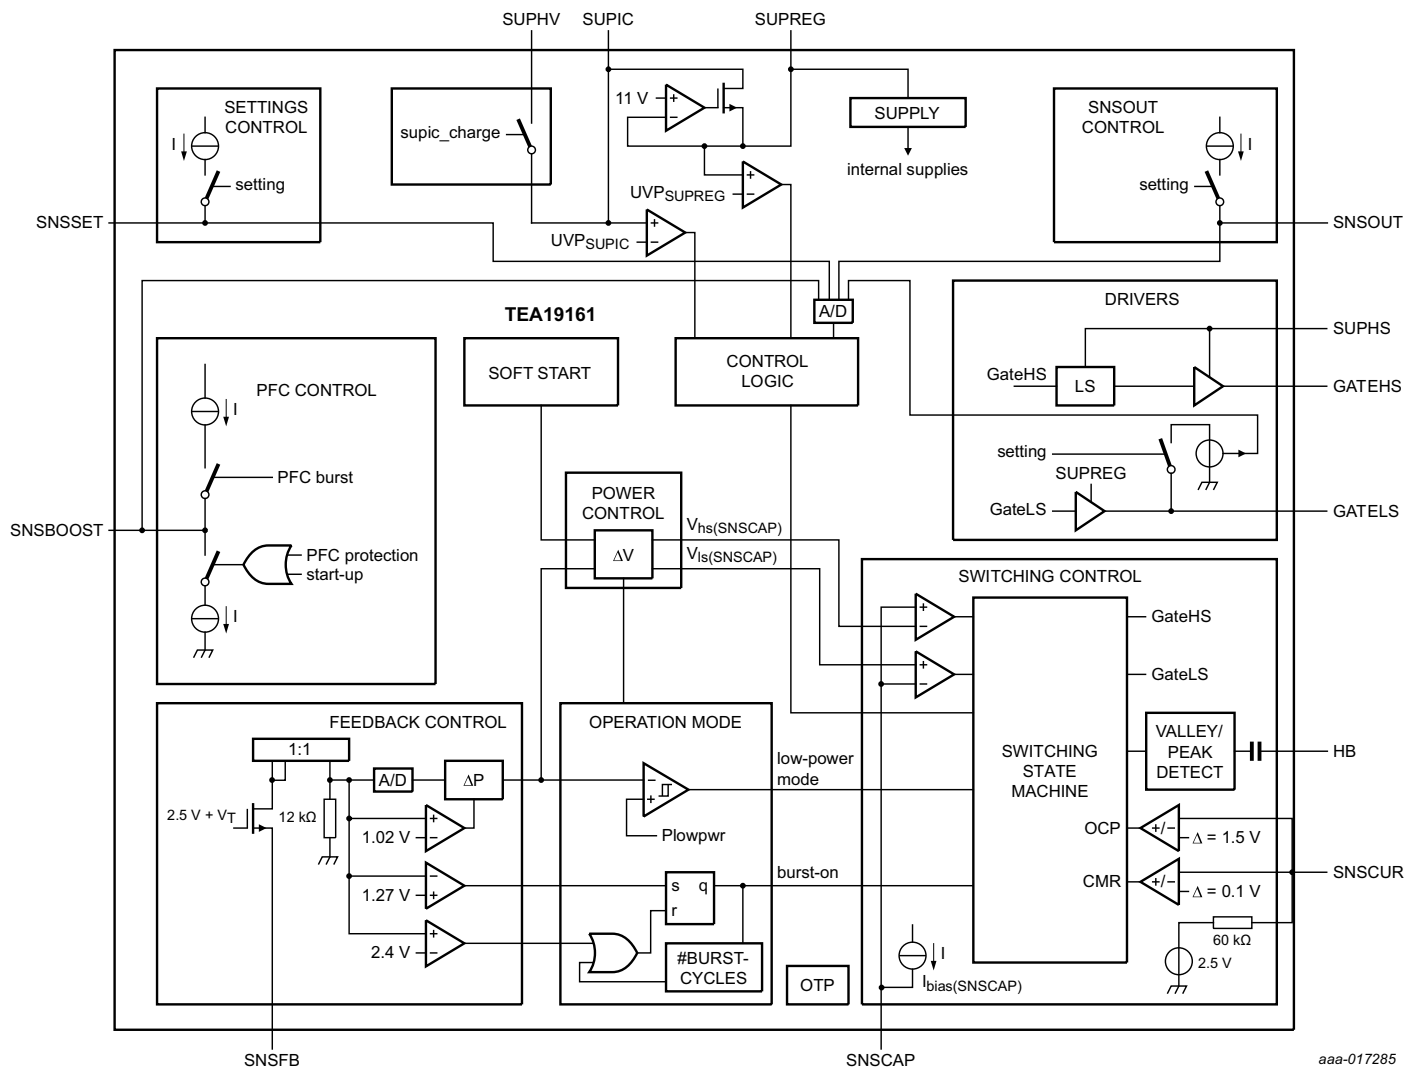 SUPHV
SUPIC
SUPREG
SETTINGS
CONTROL
I
setting
supic_charge
11 V
+
−
SUPPLY
internal supplies
SNSOUT
CONTROL
I
setting
SNSSET
SNSOUT
UVPSUPREG
+
−
UVPSUPIC
+
−
TEA19161
A/D
DRIVERS
SUPHS
GateHS
LS
GATEHS
setting
SUPREG
GateLS
GATELS
PFC CONTROL
I
PFC burst
SNSBOOST
PFC protection
start-up
I
SOFT START
CONTROL
LOGIC
POWER
CONTROL
ΔV
Vhs(SNSCAP)
Vls(SNSCAP)
SWITCHING CONTROL
+
−
+
−
GateHS
GateLS
SWITCHING
STATE
MACHINE
VALLEY/
PEAK
DETECT
HB
OCP
+/−
Δ = 1.5 V
CMR
+/−
Δ = 0.1 V
SNSCUR
60 kΩ
2.5 V
I
Ibias(SNSCAP)
FEEDBACK CONTROL
1:1
A/D
ΔP
2.5 V + VT
12 kΩ
+
1.02 V
−
−
1.27 V
+
+
2.4 V
−
OPERATION MODE
−
+
Plowpwr
low-power
mode
s
q
r
burst-on
#BURST-
CYCLES
OTP
SNSFB
SNSCAP
aaa-017285